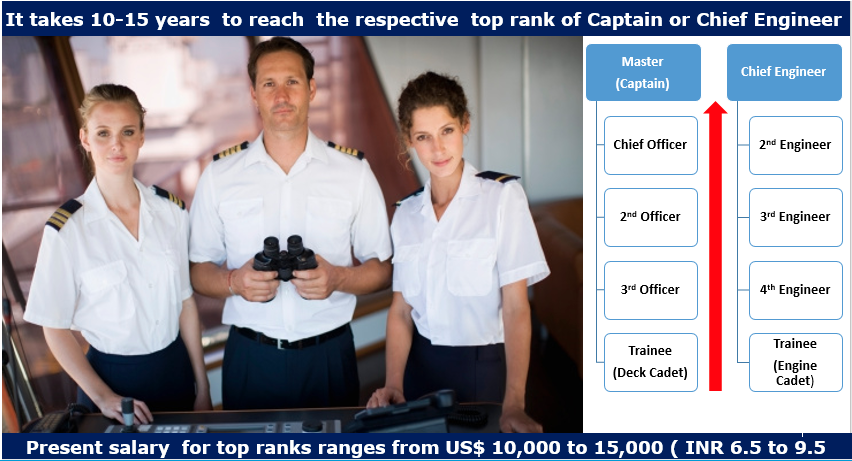 It takes 10-15 years to reach the respective top rank of Captain or Chief Engineer
Master
(Captain)
Chief Officer
2nd Officer
3rd Officer
Trainee
(Deck Cadet)
Chief Engineer
2nd Engineer
3rd Engineer
4th Engineer
Trainee
(Engine
Cadet)
Present salary for top ranks ranges from US$ 10,000 to 15,000 ( INR 6.5 to 9.5